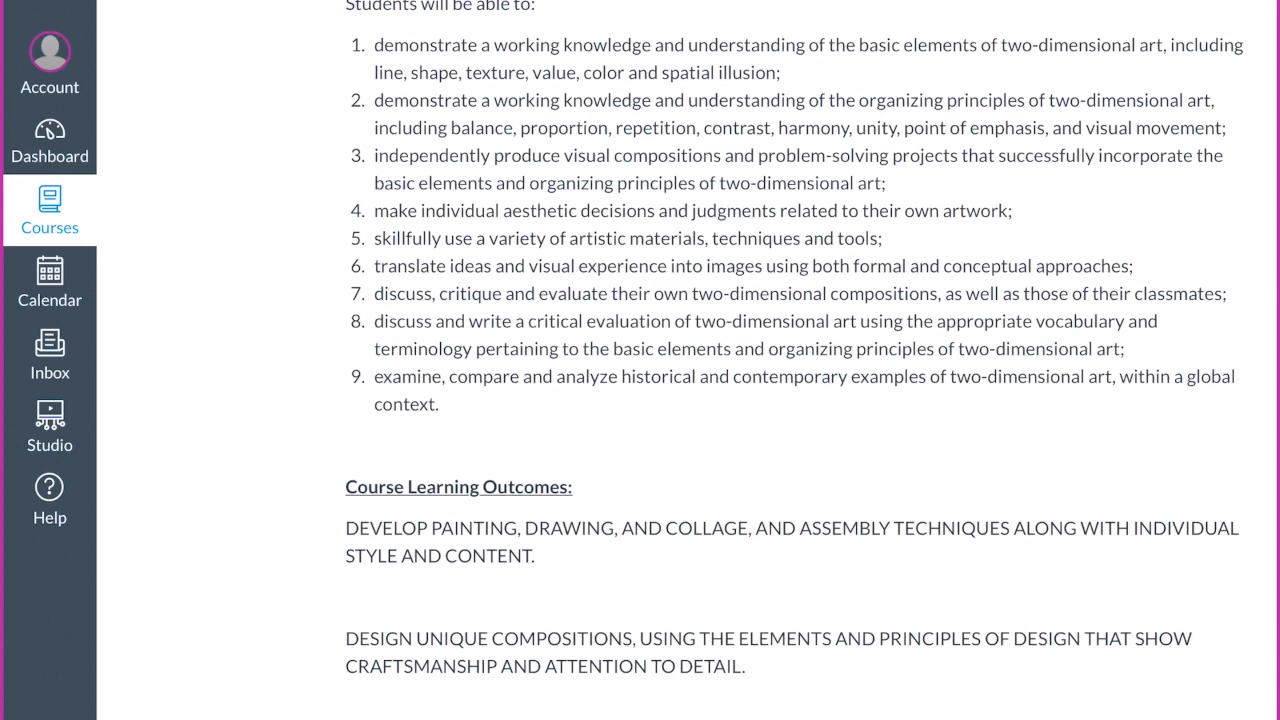 Students will be able to:
1. demonstrate a working knowledge and understanding of the basic elements of two-dimensional art, including
line, shape, texture, value, color and spatial illusion;
2. demonstrate a working knowledge and understanding of the organizing principles of two-dimensional art,
including balance, proportion, repetition, contrast, harmony, unity, point of emphasis, and visual movement;
3. independently produce visual compositions and problem-solving projects that successfully incorporate the
basic elements and organizing principles of two-dimensional art;
4. make individual aesthetic decisions and judgments related to their own artwork;
5. skillfully use a variety of artistic materials, techniques and tools;
6. translate ideas and visual experience into images using both formal and conceptual approaches;
7. discuss, critique and evaluate their own two-dimensional compositions, as well as those of their classmates;
8. discuss and write a critical evaluation of two-dimensional art using the appropriate vocabulary and
terminology pertaining to the basic elements and organizing principles of two-dimensional art;
9. examine, compare and analyze historical and contemporary examples of two-dimensional art, within a global
context.
Course Learning Outcomes:
DEVELOP PAINTING, DRAWING, AND COLLAGE, AND ASSEMBLY TECHNIQUES ALONG WITH INDIVIDUAL
STYLE AND CONTENT.
DESIGN UNIQUE COMPOSITIONS, USING THE ELEMENTS AND PRINCIPLES OF DESIGN THAT SHOW
CRAFTSMANSHIP AND ATTENTION TO DETAIL.
Account
Dashboard
Courses
Calendar
Inbox
Studio
Help